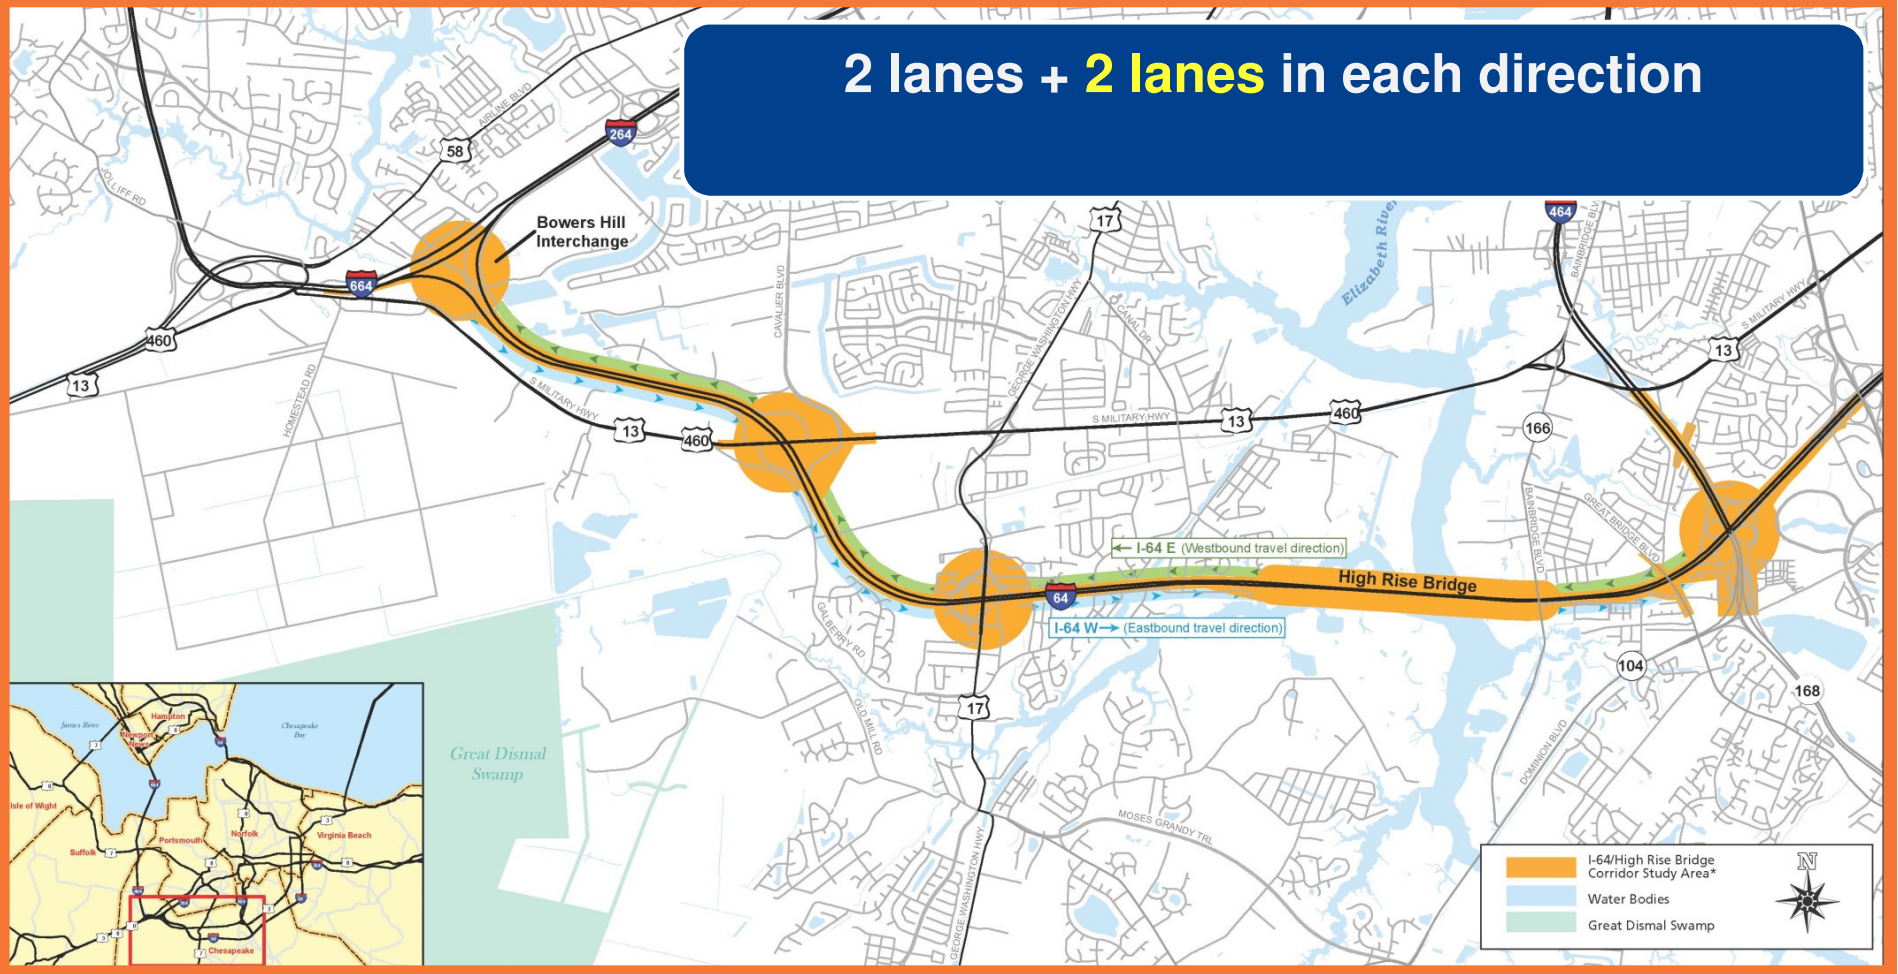 2 lanes + 2 lanes in each direction
AIRLINE BLVD
58
264
JOLLIFF RD
Bowers Hill
Interchange
17
464
BAINBRIDGE BLV
Elizabeth River
664
CAVALIER BLVD
GEORGE WASHINGTON HWY
CANAL DR
S MILITARY HWY
460
13
13
HOMESTEAD RD
S MILITARY HWY
13
460
S MILITARY HWY
13
460
166
BAINBRIDGE BLVD
GREAT BRIDGE BLVD
I-64 E (Westbound travel direction)
High Rise Bridge
64
I-64 W (Eastbound travel direction)
GALBERRY RD
104
168
17
OLD MILL RD
DOMINION BLVD
Great Dismal
Swamp
MOSES GRANDY TRL
GEORGE WASHINGTON HWY
James River
Hampton
Newport
News
Chesapeake
Bay
Isle of Wight
Portsmouth
Norfolk
Virginia Beach
Suffolk
Chesapeake
I-64/High Rise Bridge
Corridor Study Area*
Water Bodies
Great Dismal Swamp
N